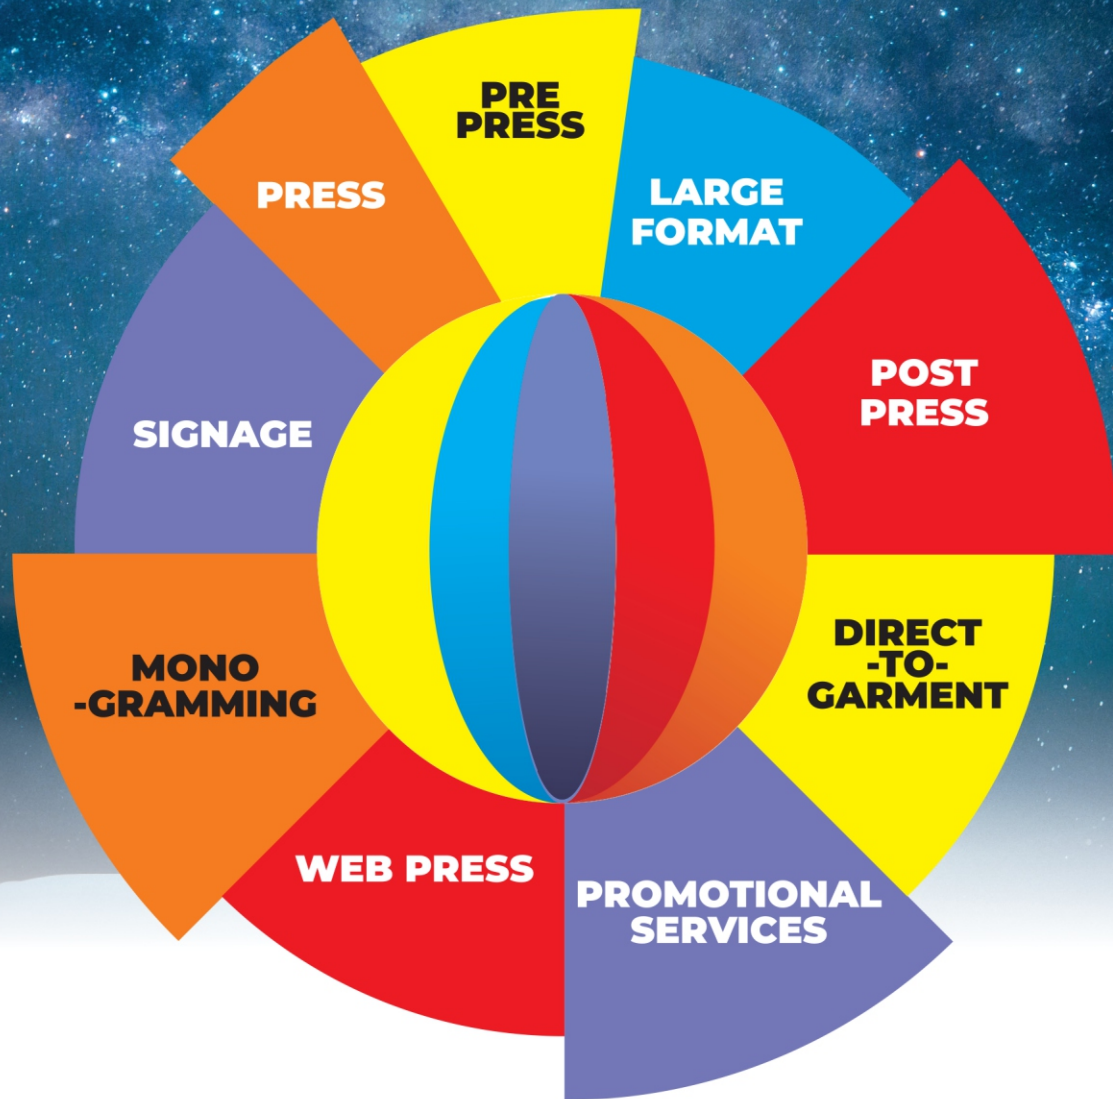 PRE
PRESS
LARGE
FORMAT
POST
PRESS
DIRECT
-TO-
GARMENT
PROMOTIONAL
SERVICES
WEB PRESS
MONO
-GRAMMING
SIGNAGE
PRESS